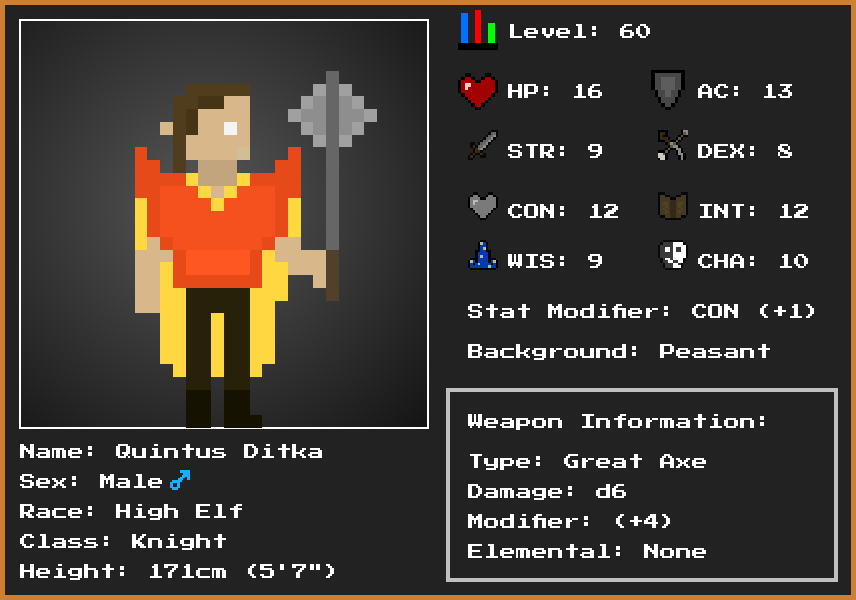 Level: 60
HP: 16
AC: 13
STR: 9
DEX: 8
CON: 12
INT: 12
WIS: 9
CHA: 10
Stat Modifier: CON (+1)
Background: Peasant
Weapon Information:
Type: Great Axe
Damage: d6
Modifier: (+4)
Elemental: None
Name: Quintus Ditka
Sex: Male♂
Race: High Elf
Class: Knight
Height: 171cm (5'7")